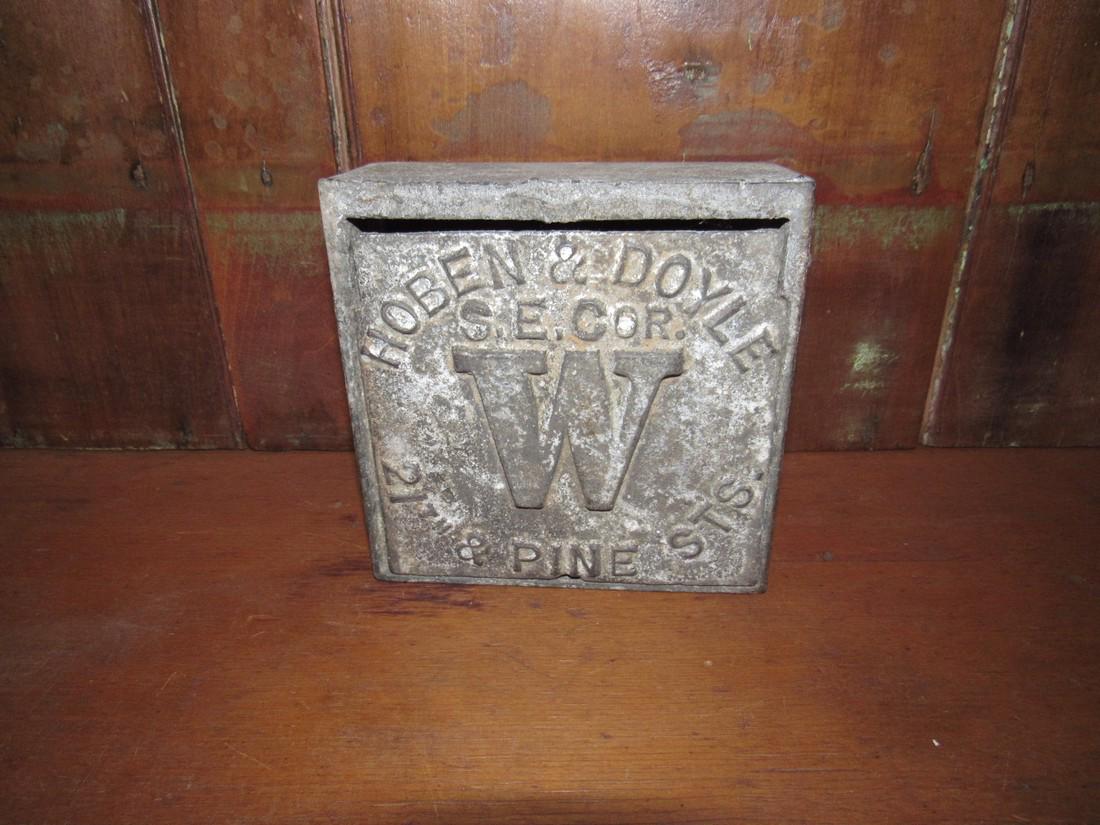 HOBEN & DOYLE
S.E. COR.
W
21ST & PINE STS.